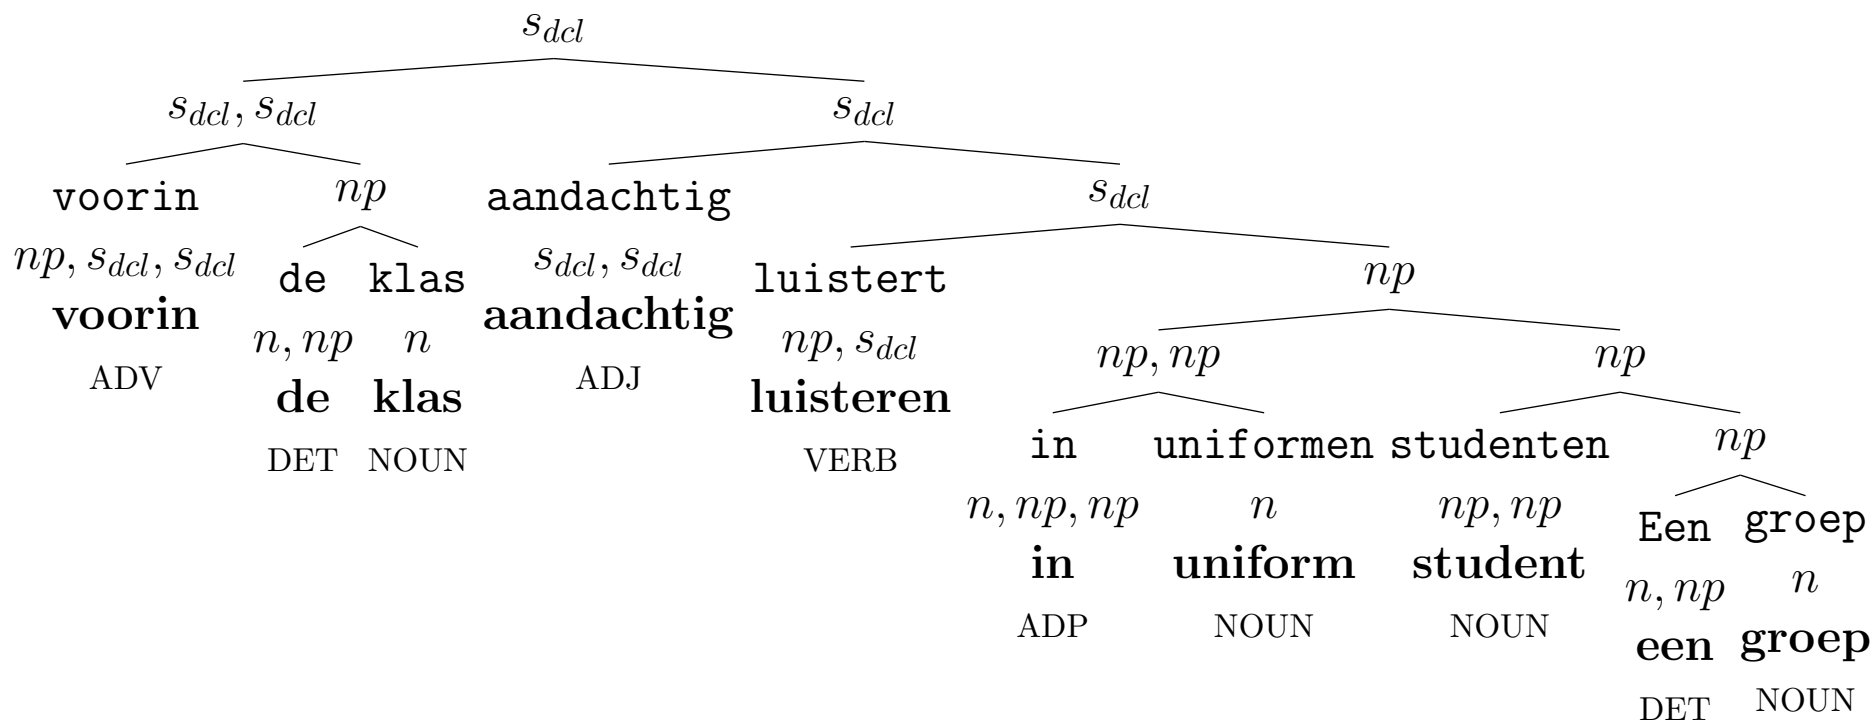 s_dcl
s_dcl, s_dcl s_dcl
voorin np aandachtig s_dcl
np, s_dcl, s_dcl de klas s_dcl, s_dcl luistert np
voorin n, np n aandachtig np, s_dcl np, np np
ADV de klas ADJ luisteren in uniformen studenten np
DET NOUN VERB n, np, np n np, np Een groep
in uniform student n, np n
ADP NOUN NOUN een groep
DET NOUN